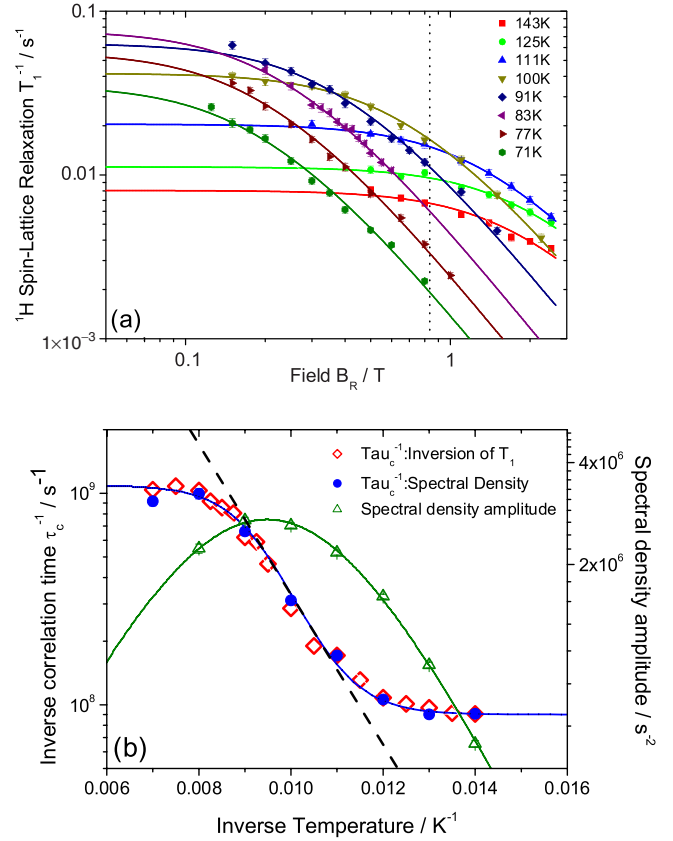 0.1
143K
125K
111K
100K
91K
83K
77K
71K
0.01
1×10⁻³
(a)
0.1
1
¹H Spin-Lattice Relaxation T₁⁻¹ / s⁻¹
Field B_R / T
Tau_c⁻¹:Inversion of T₁
Tau_c⁻¹:Spectral Density
Spectral density amplitude
10⁹
10⁸
4x10⁶
2x10⁶
(b)
0.006
0.008
0.010
0.012
0.014
0.016
Inverse correlation time τ_c⁻¹ / s⁻¹
Spectral density amplitude / s⁻²
Inverse Temperature / K⁻¹